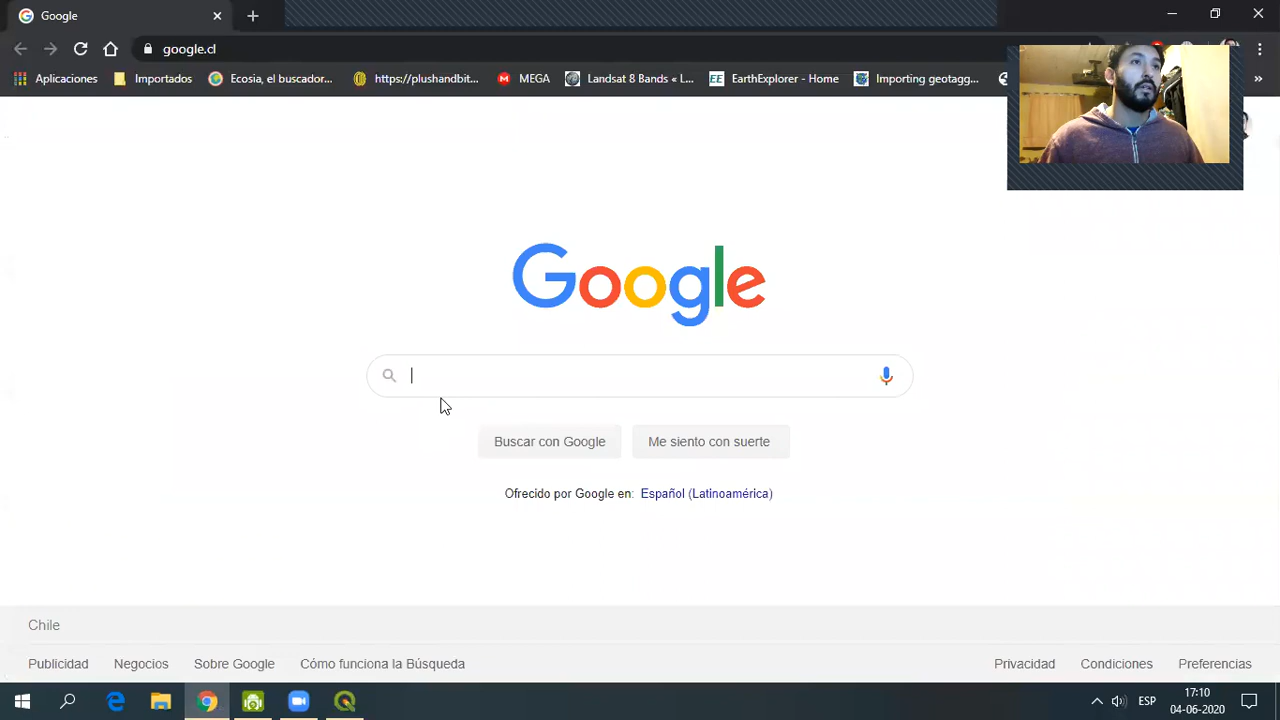 Google
google.cl
Aplicaciones
Importados
Ecosia, el buscador...
https://plushandbit...
MEGA
Landsat 8 Bands « L...
EarthExplorer - Home
Importing geotagg...
»
Google
Buscar con Google
Me siento con suerte
Ofrecido por Google en: Español (Latinoamérica)
Chile
Publicidad
Negocios
Sobre Google
Cómo funciona la Búsqueda
Privacidad
Condiciones
Preferencias
ESP
17:10
04-06-2020